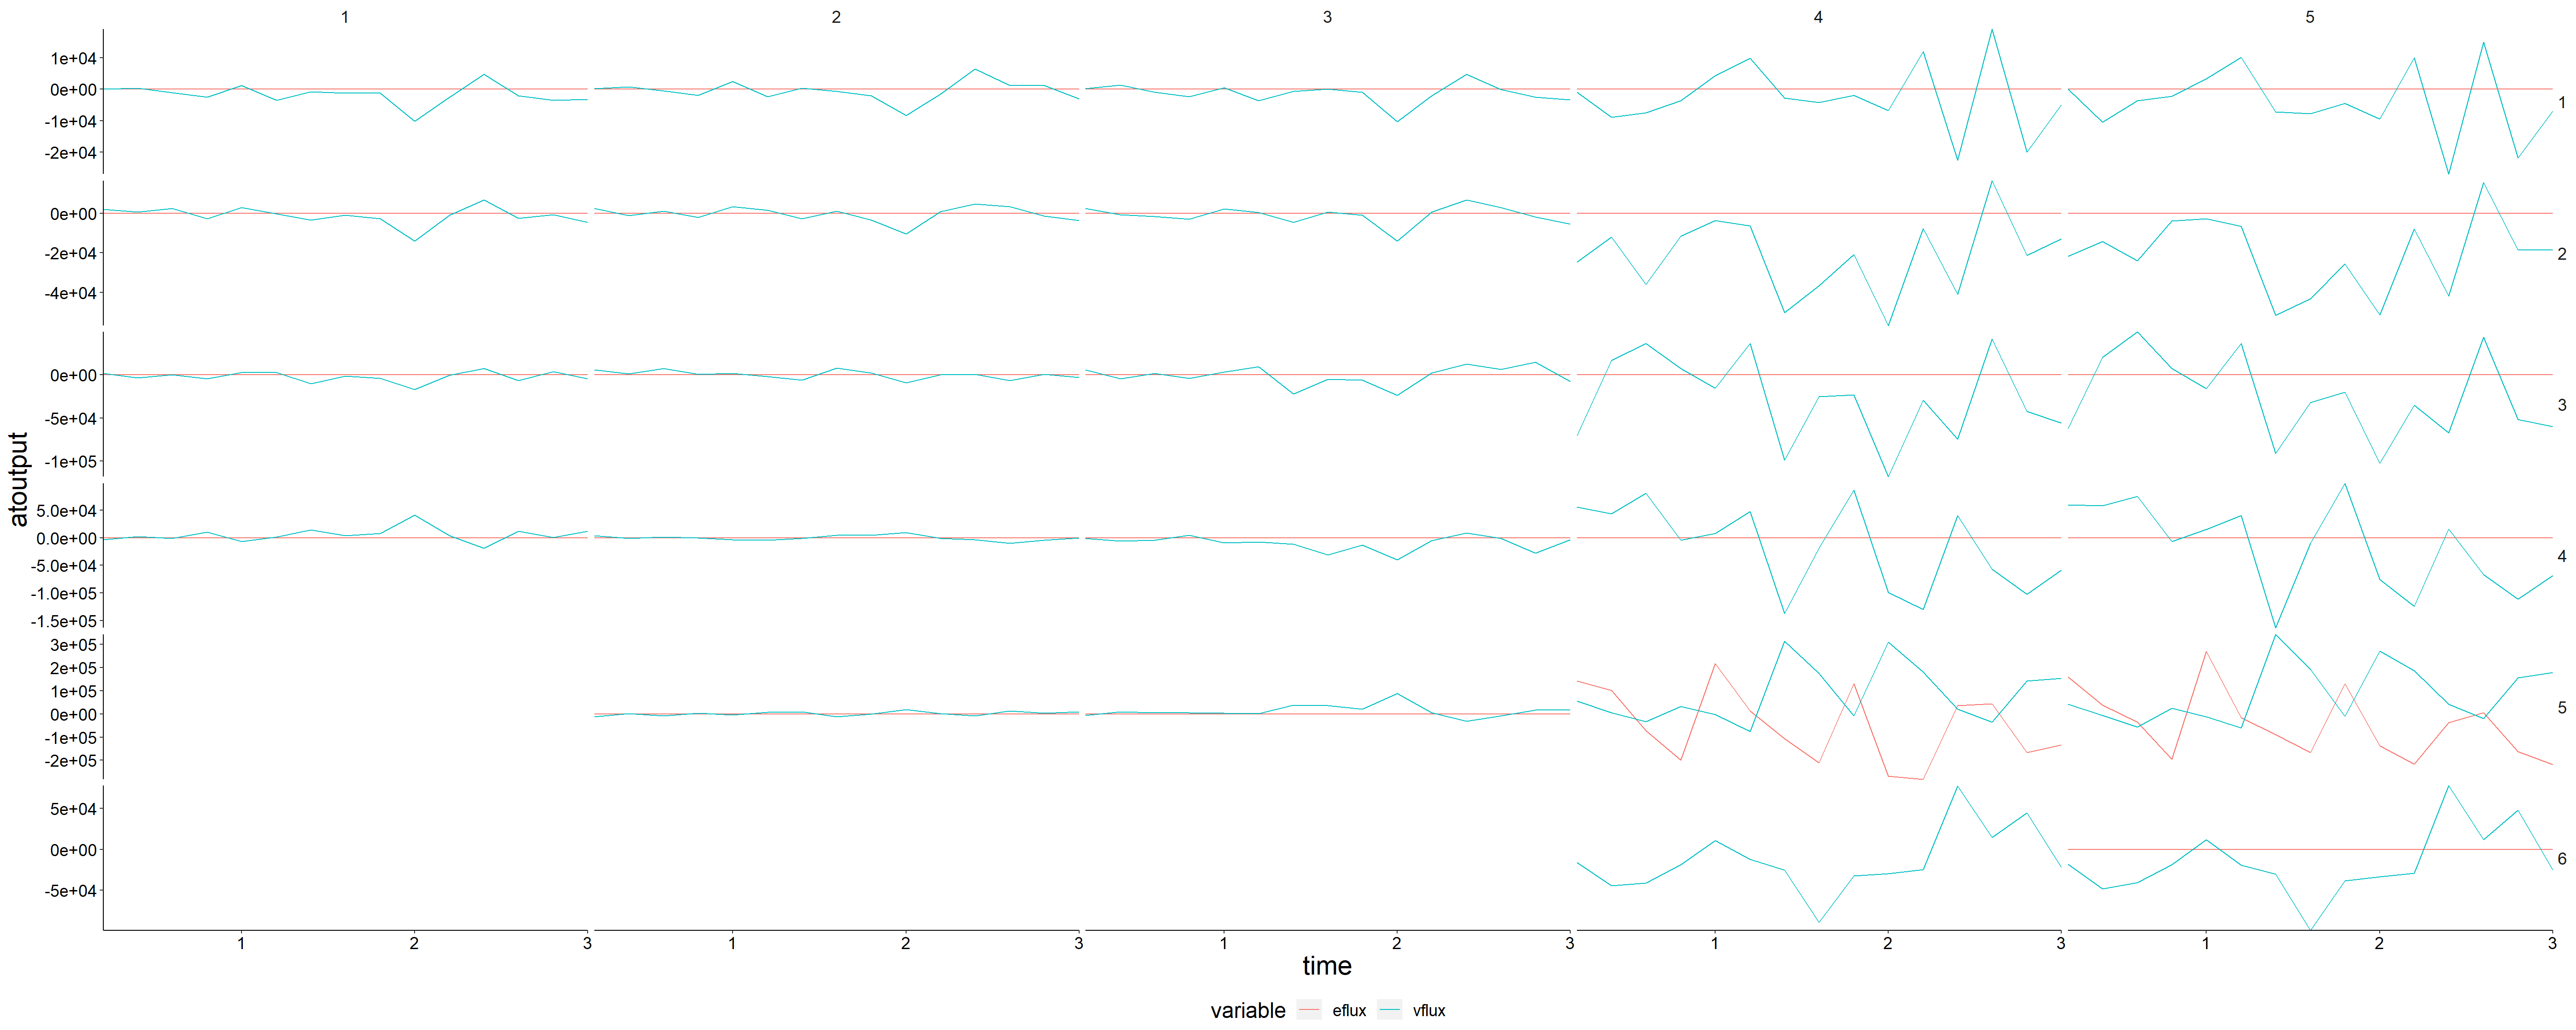 1 2 3 4 5
1e+04
0e+00
-1e+04
-2e+04
1
0e+00
-2e+04
-4e+04
2
0e+00
-5e+04
-1e+05
3
5.0e+04
0.0e+00
-5.0e+04
-1.0e+05
-1.5e+05
4
3e+05
2e+05
1e+05
0e+00
-1e+05
-2e+05
5
5e+04
0e+00
-5e+04
6
atoutput
1 2 3 1 2 3 1 2 3 1 2 3 1 2 3
time
variable eflux vflux